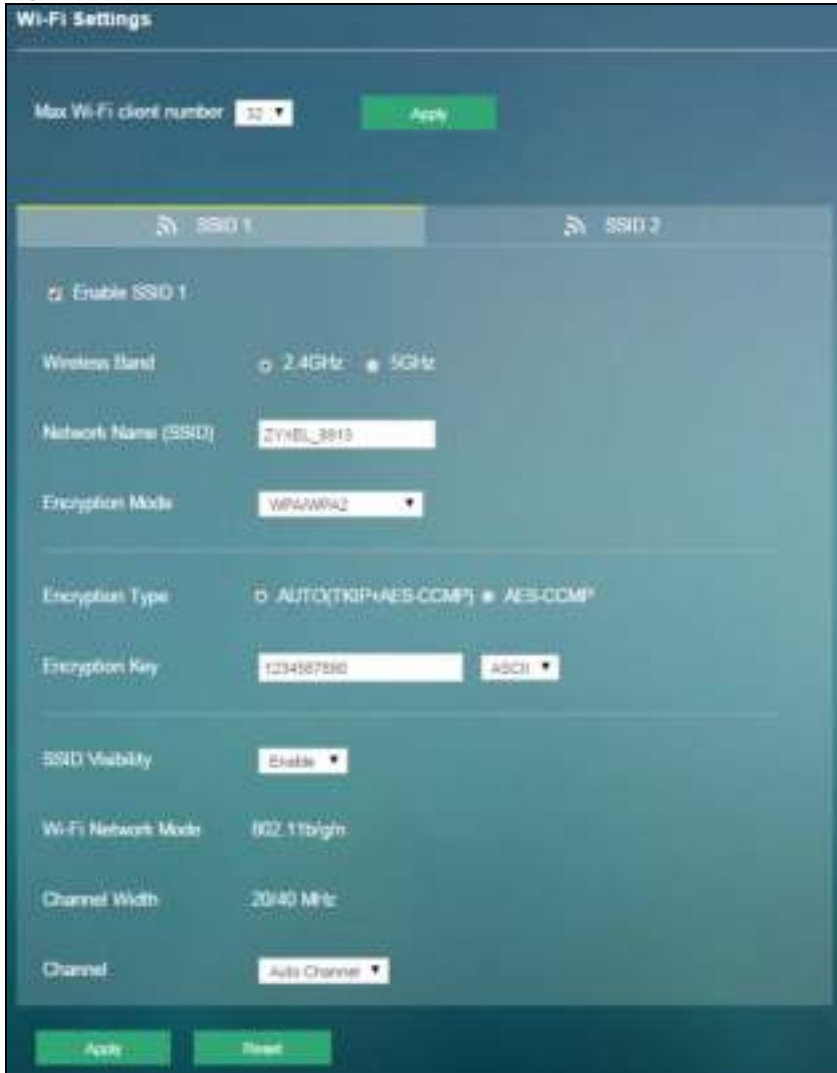 Wi-Fi Settings
Max Wi-Fi client number 32 Apply
SSID 1 SSID 2
Enable SSID 1
Wireless Band 2.4GHz 5GHz
Network Name (SSID)
Encryption Mode WPA/WPA2
Encryption Type AUTO(TKIP+AES-CCMP) AES-CCMP
Encryption Key ASCII
SSID Visibility Enable
Wi-Fi Network Mode 802.11b/g/n
Channel Width 20/40 MHz
Channel Auto Channel
Apply Reset